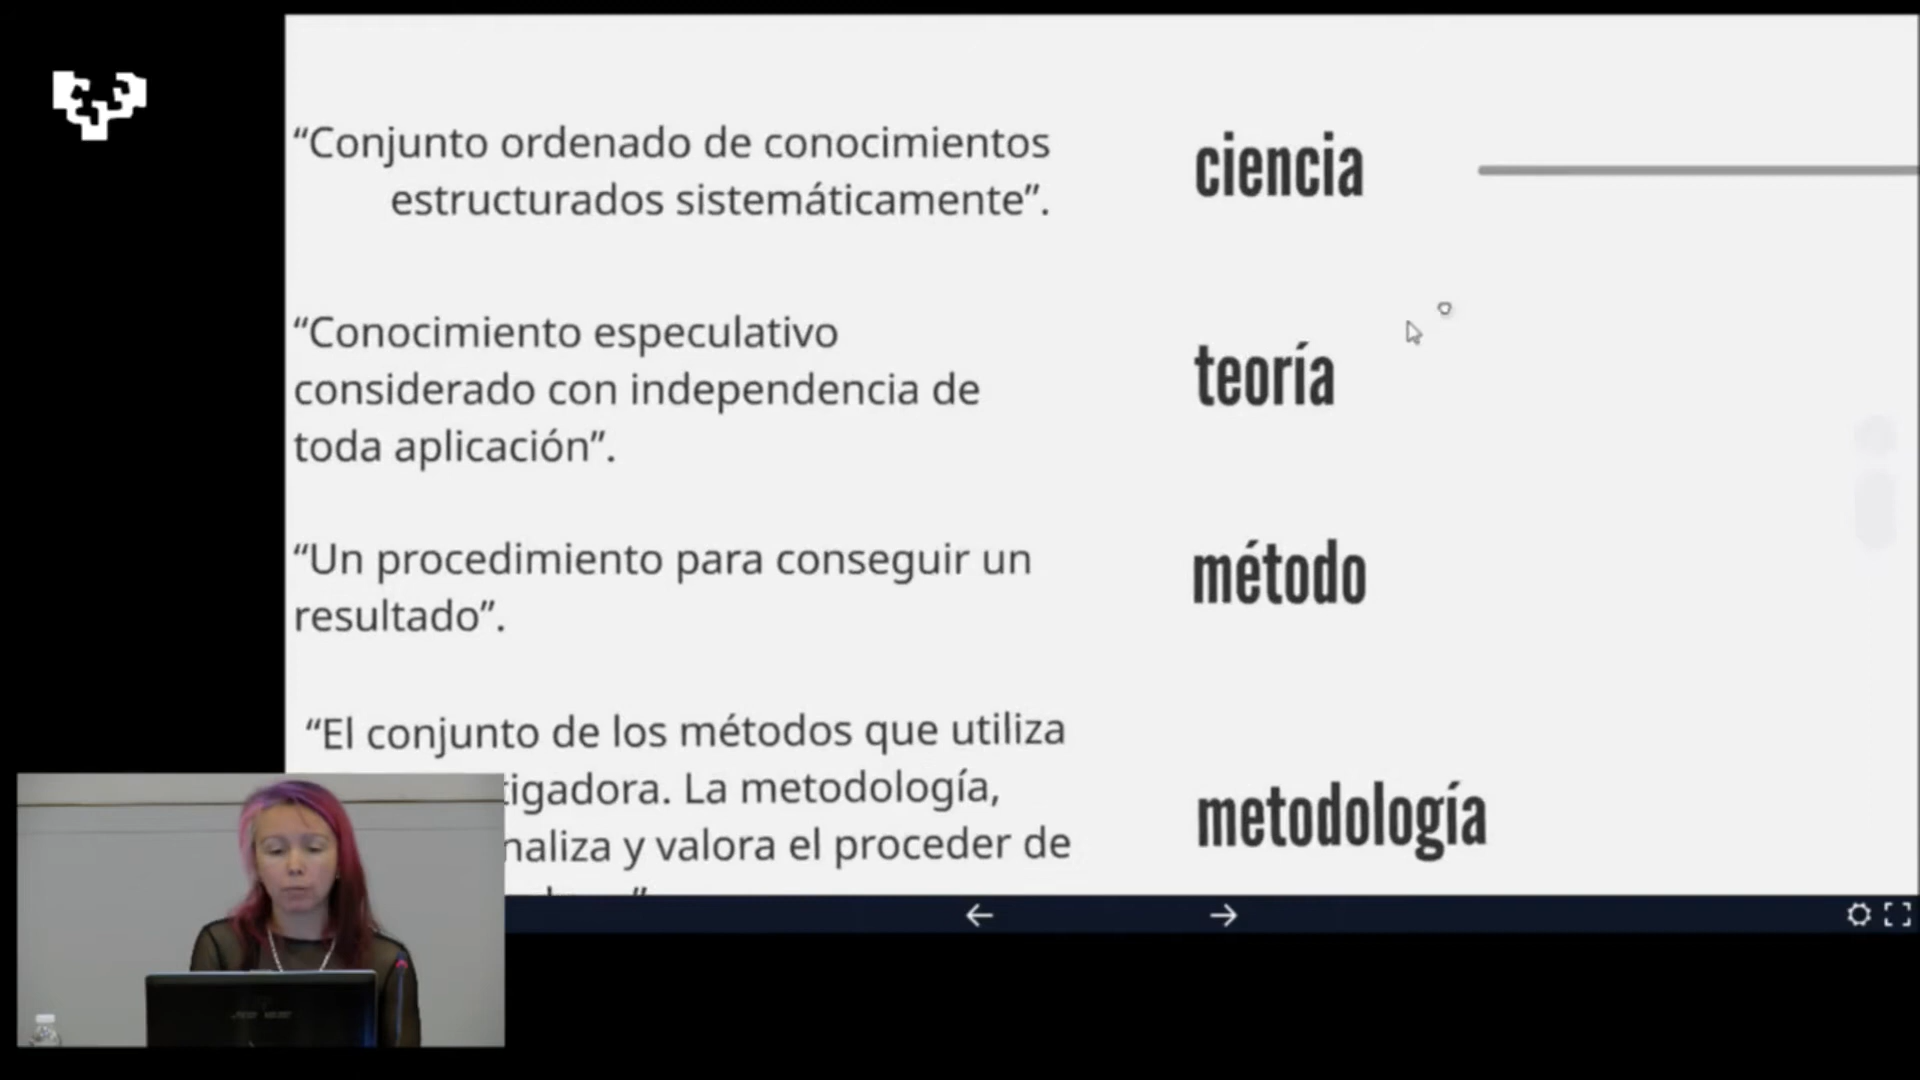 “Conjunto ordenado de conocimientos
estructurados sistemáticamente”.
ciencia
“Conocimiento especulativo
considerado con independencia de
toda aplicación”.
teoría
“Un procedimiento para conseguir un
resultado”.
método
“El conjunto de los métodos que utiliza
tigadora. La metodología,
naliza y valora el proceder de
metodología